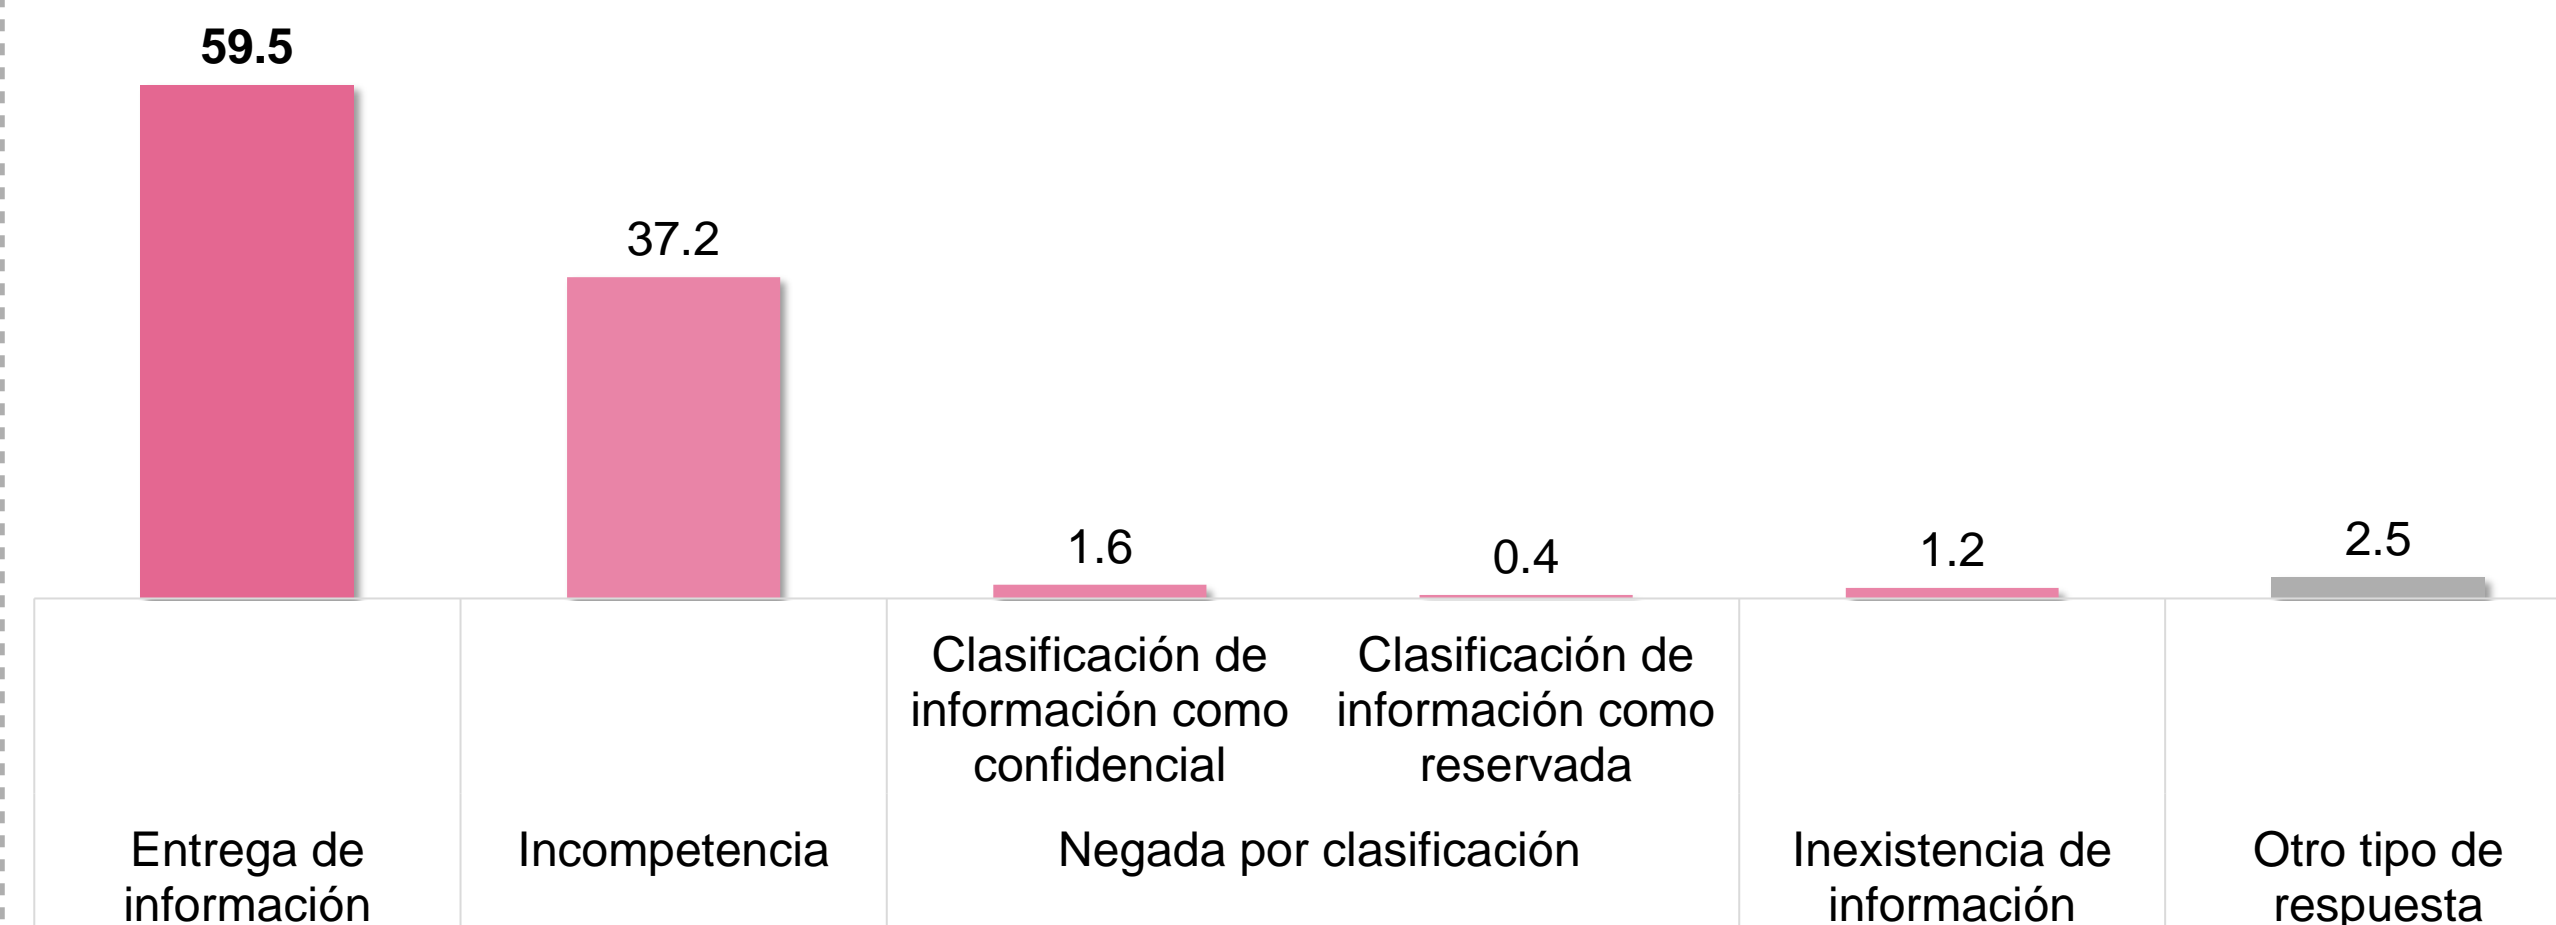 59.5
37.2
1.6
0.4
1.2
2.5
Clasificación de
información como
confidencial
Clasificación de
información como
reservada
Entrega de
información
Incompetencia
Negada por clasificación
Inexistencia de
información
Otro tipo de
respuesta